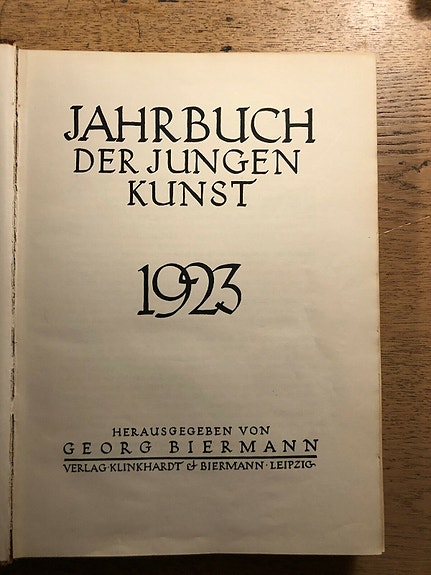 JAHRBUCH
DER JUNGEN
KUNST
1923
HERAUSGEGEBEN VON
GEORG BIERMANN
VERLAG KLINKHARDT & BIERMANN · LEIPZIG